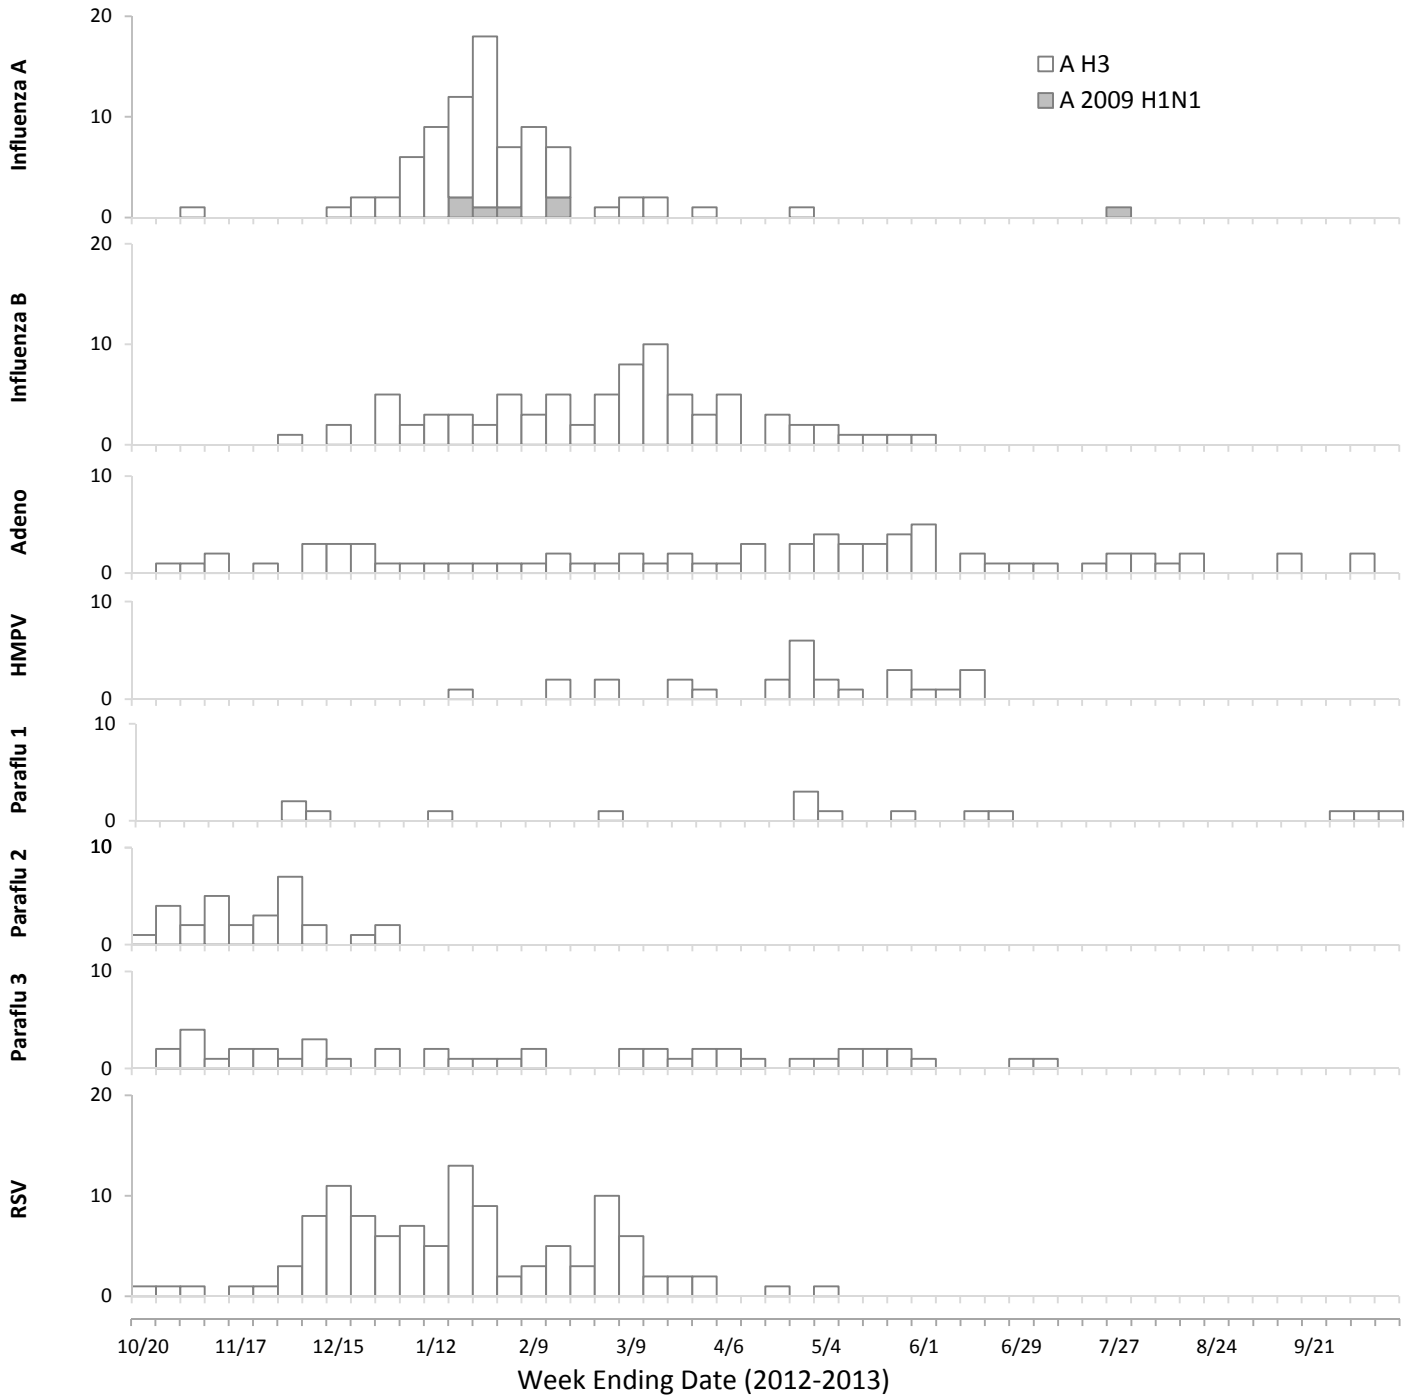 Influenza A
20
10
0
A H3
A 2009 H1N1
Influenza B
20
10
0
Adeno
10
0
HMPV
10
0
Paraflu 1
10
0
Paraflu 2
10
0
Paraflu 3
10
0
RSV
20
10
0
10/20 11/17 12/15 1/12 2/9 3/9 4/6 5/4 6/1 6/29 7/27 8/24 9/21
Week Ending Date (2012-2013)